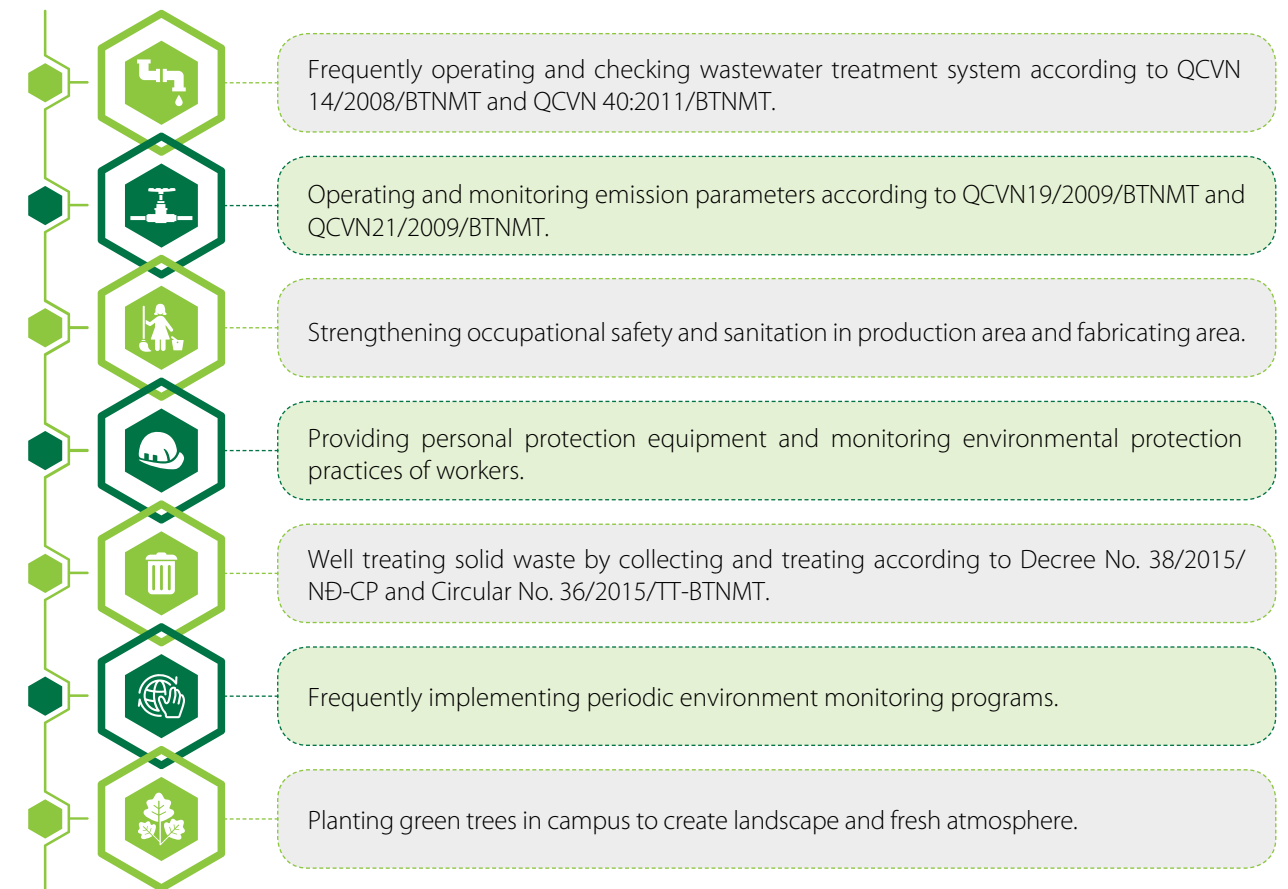 Frequently operating and checking wastewater treatment system according to QCVN
14/2008/BTNMT and QCVN 40:2011/BTNMT.
Operating and monitoring emission parameters according to QCVN19/2009/BTNMT and
QCVN21/2009/BTNMT.
Strengthening occupational safety and sanitation in production area and fabricating area.
Providing personal protection equipment and monitoring environmental protection
practices of workers.
Well treating solid waste by collecting and treating according to Decree No. 38/2015/
NĐ-CP and Circular No. 36/2015/TT-BTNMT.
Frequently implementing periodic environment monitoring programs.
Planting green trees in campus to create landscape and fresh atmosphere.